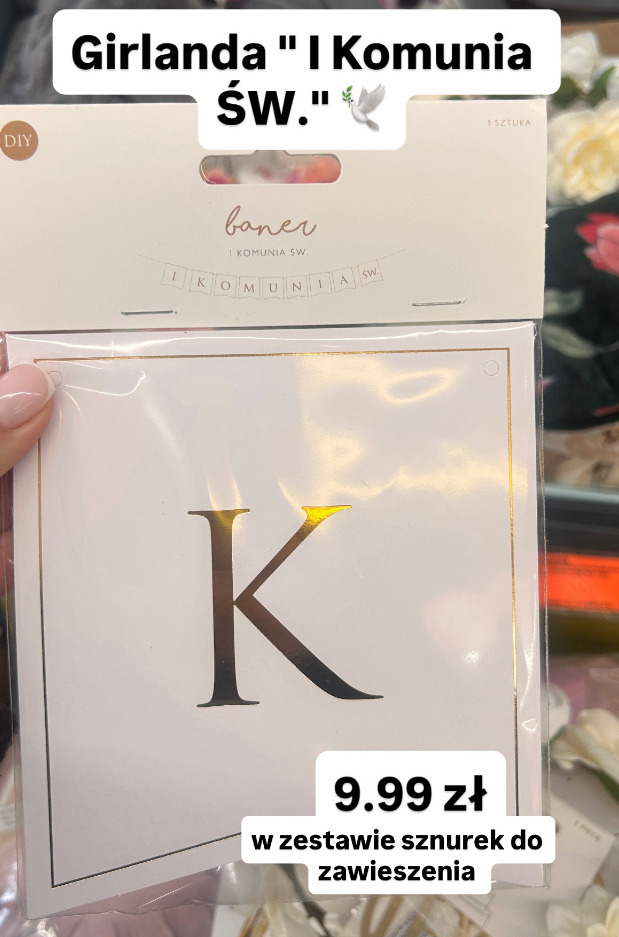 Girlanda " I Komunia
ŚW." 🕊
DIY
1 SZTUKA
baner
I KOMUNIA ŚW.
I KOMUNIA ŚW.
K
9.99 zł
w zestawie sznurek do
zawieszenia